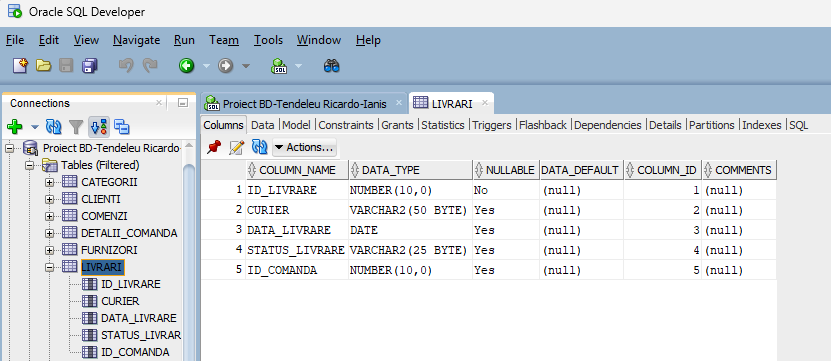 Oracle SQL Developer
File Edit View Navigate Run Team Tools Window Help
Connections
Proiect BD-Tendeleu Ricardo
Tables (Filtered)
CATEGORII
CLIENTI
COMENZI
DETALII_COMANDA
FURNIZORI
LIVRARI
ID_LIVRARE
CURIER
DATA_LIVRARE
STATUS_LIVRAR
ID_COMANDA
SQL Proiect BD-Tendeleu Ricardo-Ianis LIVRARI
Columns Data Model Constraints Grants Statistics Triggers Flashback Dependencies Details Partitions Indexes SQL
Actions...
COLUMN_NAME DATA_TYPE NULLABLE DATA_DEFAULT COLUMN_ID COMMENTS
1 ID_LIVRARE NUMBER(10,0) No (null) 1 (null)
2 CURIER VARCHAR2(50 BYTE) Yes (null) 2 (null)
3 DATA_LIVRARE DATE Yes (null) 3 (null)
4 STATUS_LIVRARE VARCHAR2(25 BYTE) Yes (null) 4 (null)
5 ID_COMANDA NUMBER(10,0) Yes (null) 5 (null)